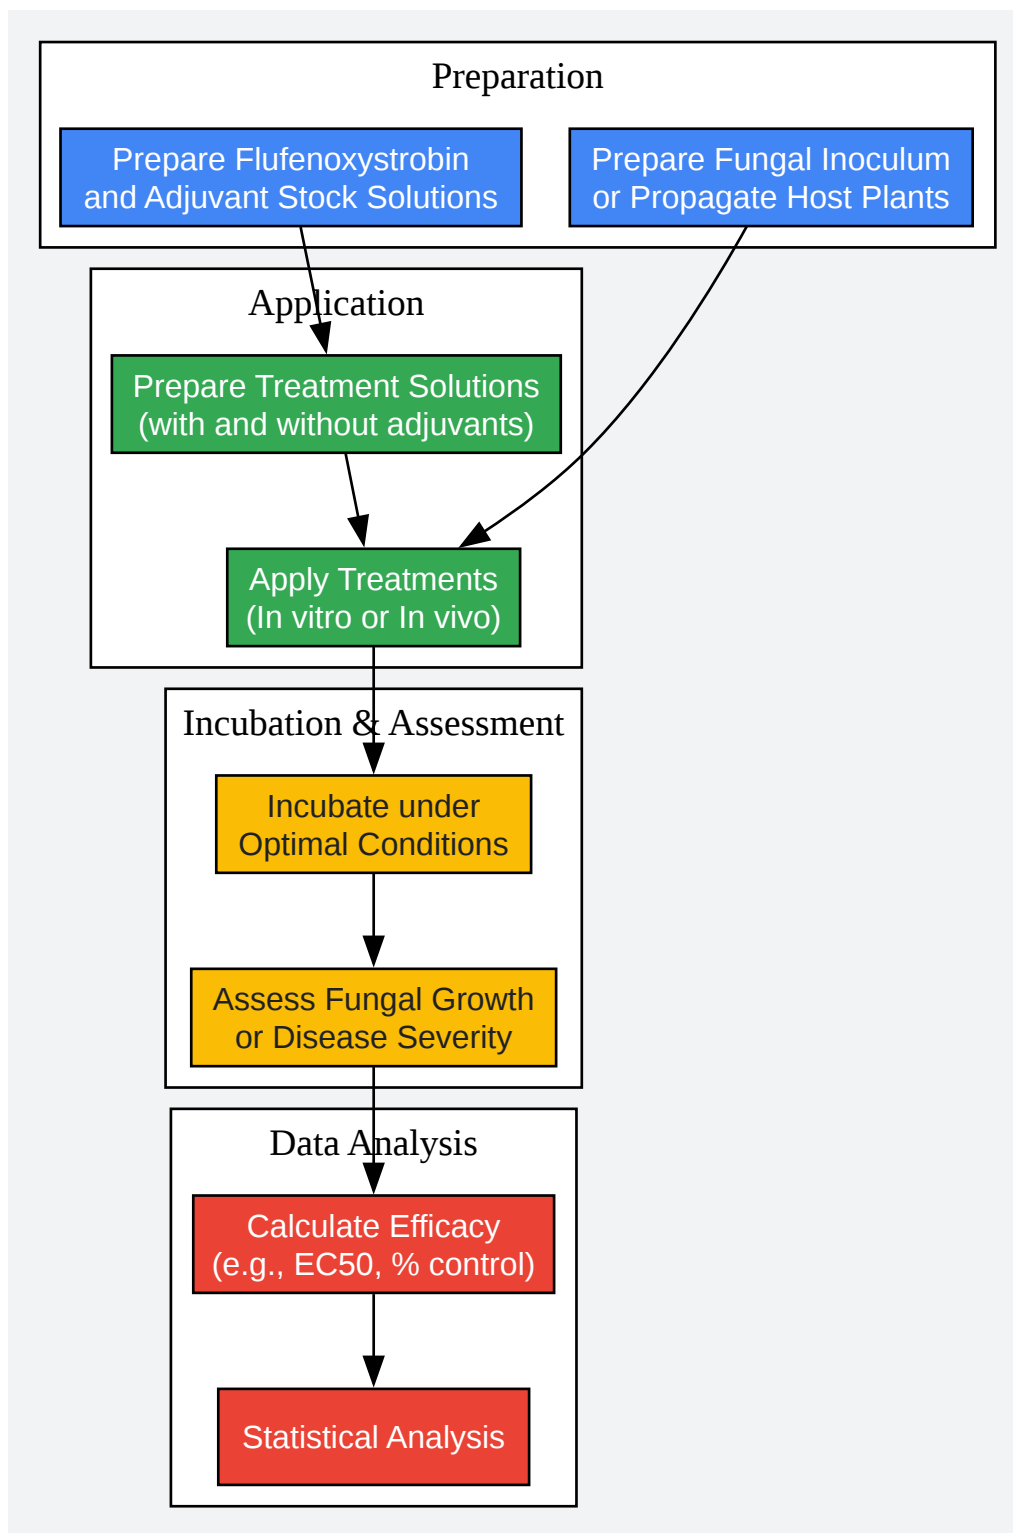 Preparation
Prepare Flufenoxystrobin
and Adjuvant Stock Solutions
Prepare Fungal Inoculum
or Propagate Host Plants
Application
Prepare Treatment Solutions
(with and without adjuvants)
Apply Treatments
(In vitro or In vivo)
Incubation & Assessment
Incubate under
Optimal Conditions
Assess Fungal Growth
or Disease Severity
Data Analysis
Calculate Efficacy
(e.g., EC50, % control)
Statistical Analysis